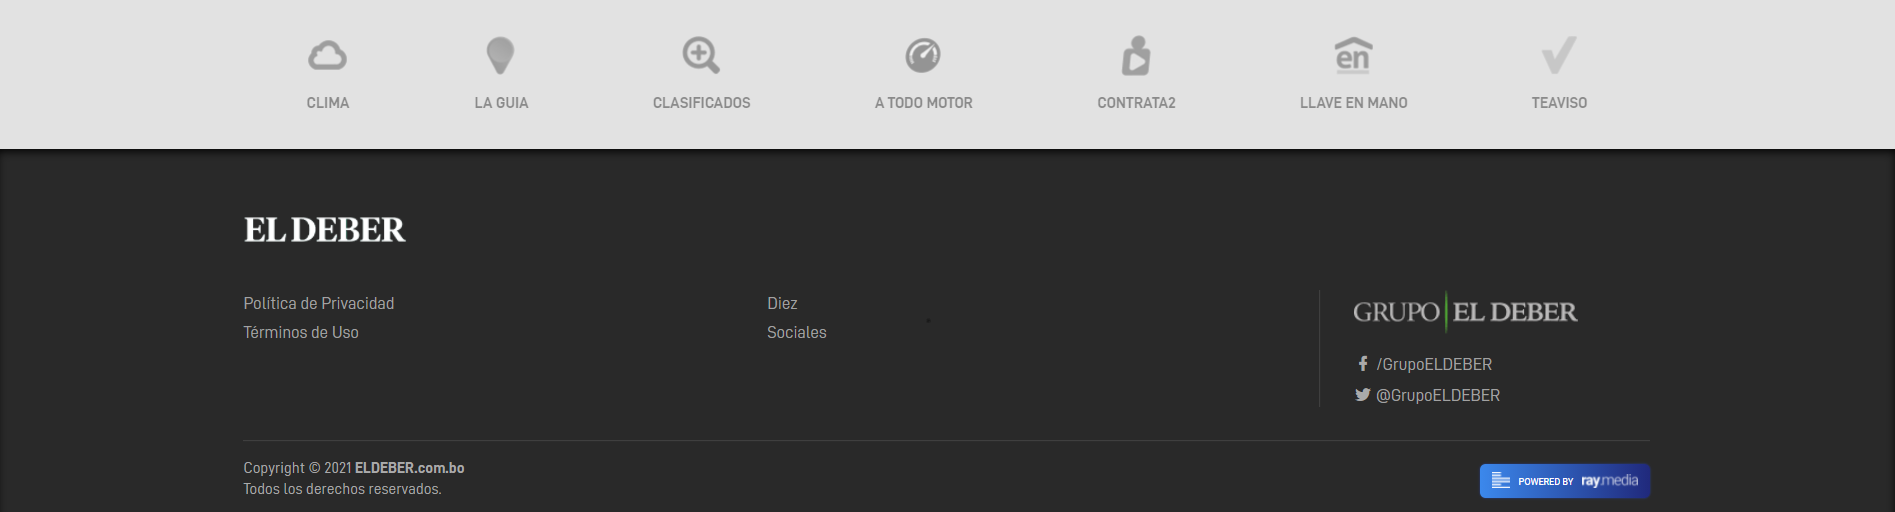 CLIMA
LA GUIA
CLASIFICADOS
A TODO MOTOR
CONTRATA2
en
LLAVE EN MANO
TEAVISO
EL DEBER
Política de Privacidad
Términos de Uso
Diez
Sociales
GRUPO EL DEBER
/GrupoELDEBER
@GrupoELDEBER
Copyright © 2021 ELDEBER.com.bo
Todos los derechos reservados.
POWERED BY ray.media